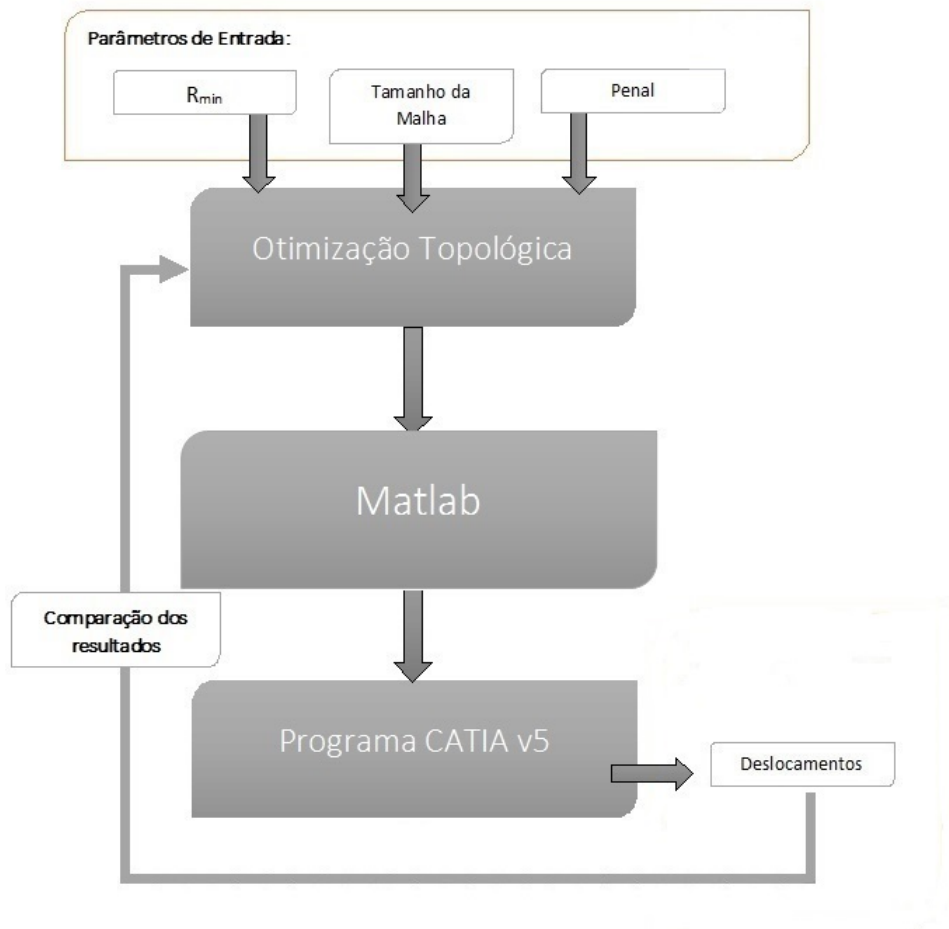 Parâmetros de Entrada:
Rmin
Tamanho da
Malha
Penal
Otimização Topológica
Matlab
Comparação dos
resultados
Programa CATIA v5
Deslocamentos